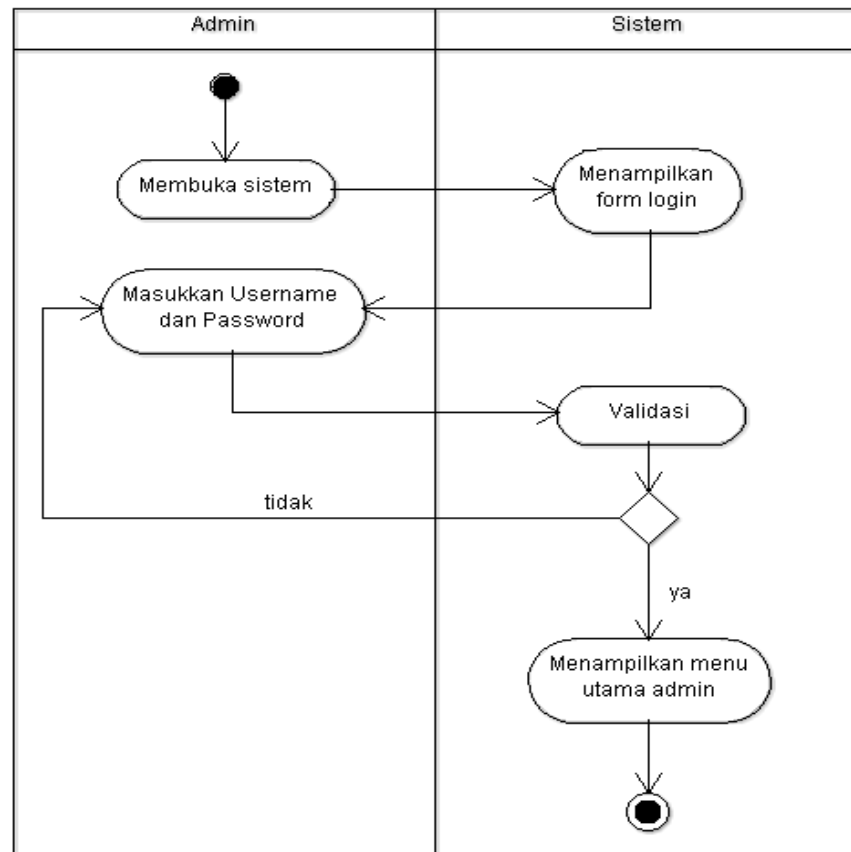 Admin
Sistem
Membuka sistem
Menampilkan
form login
Masukkan Username
dan Password
Validasi
tidak
ya
Menampilkan menu
utama admin